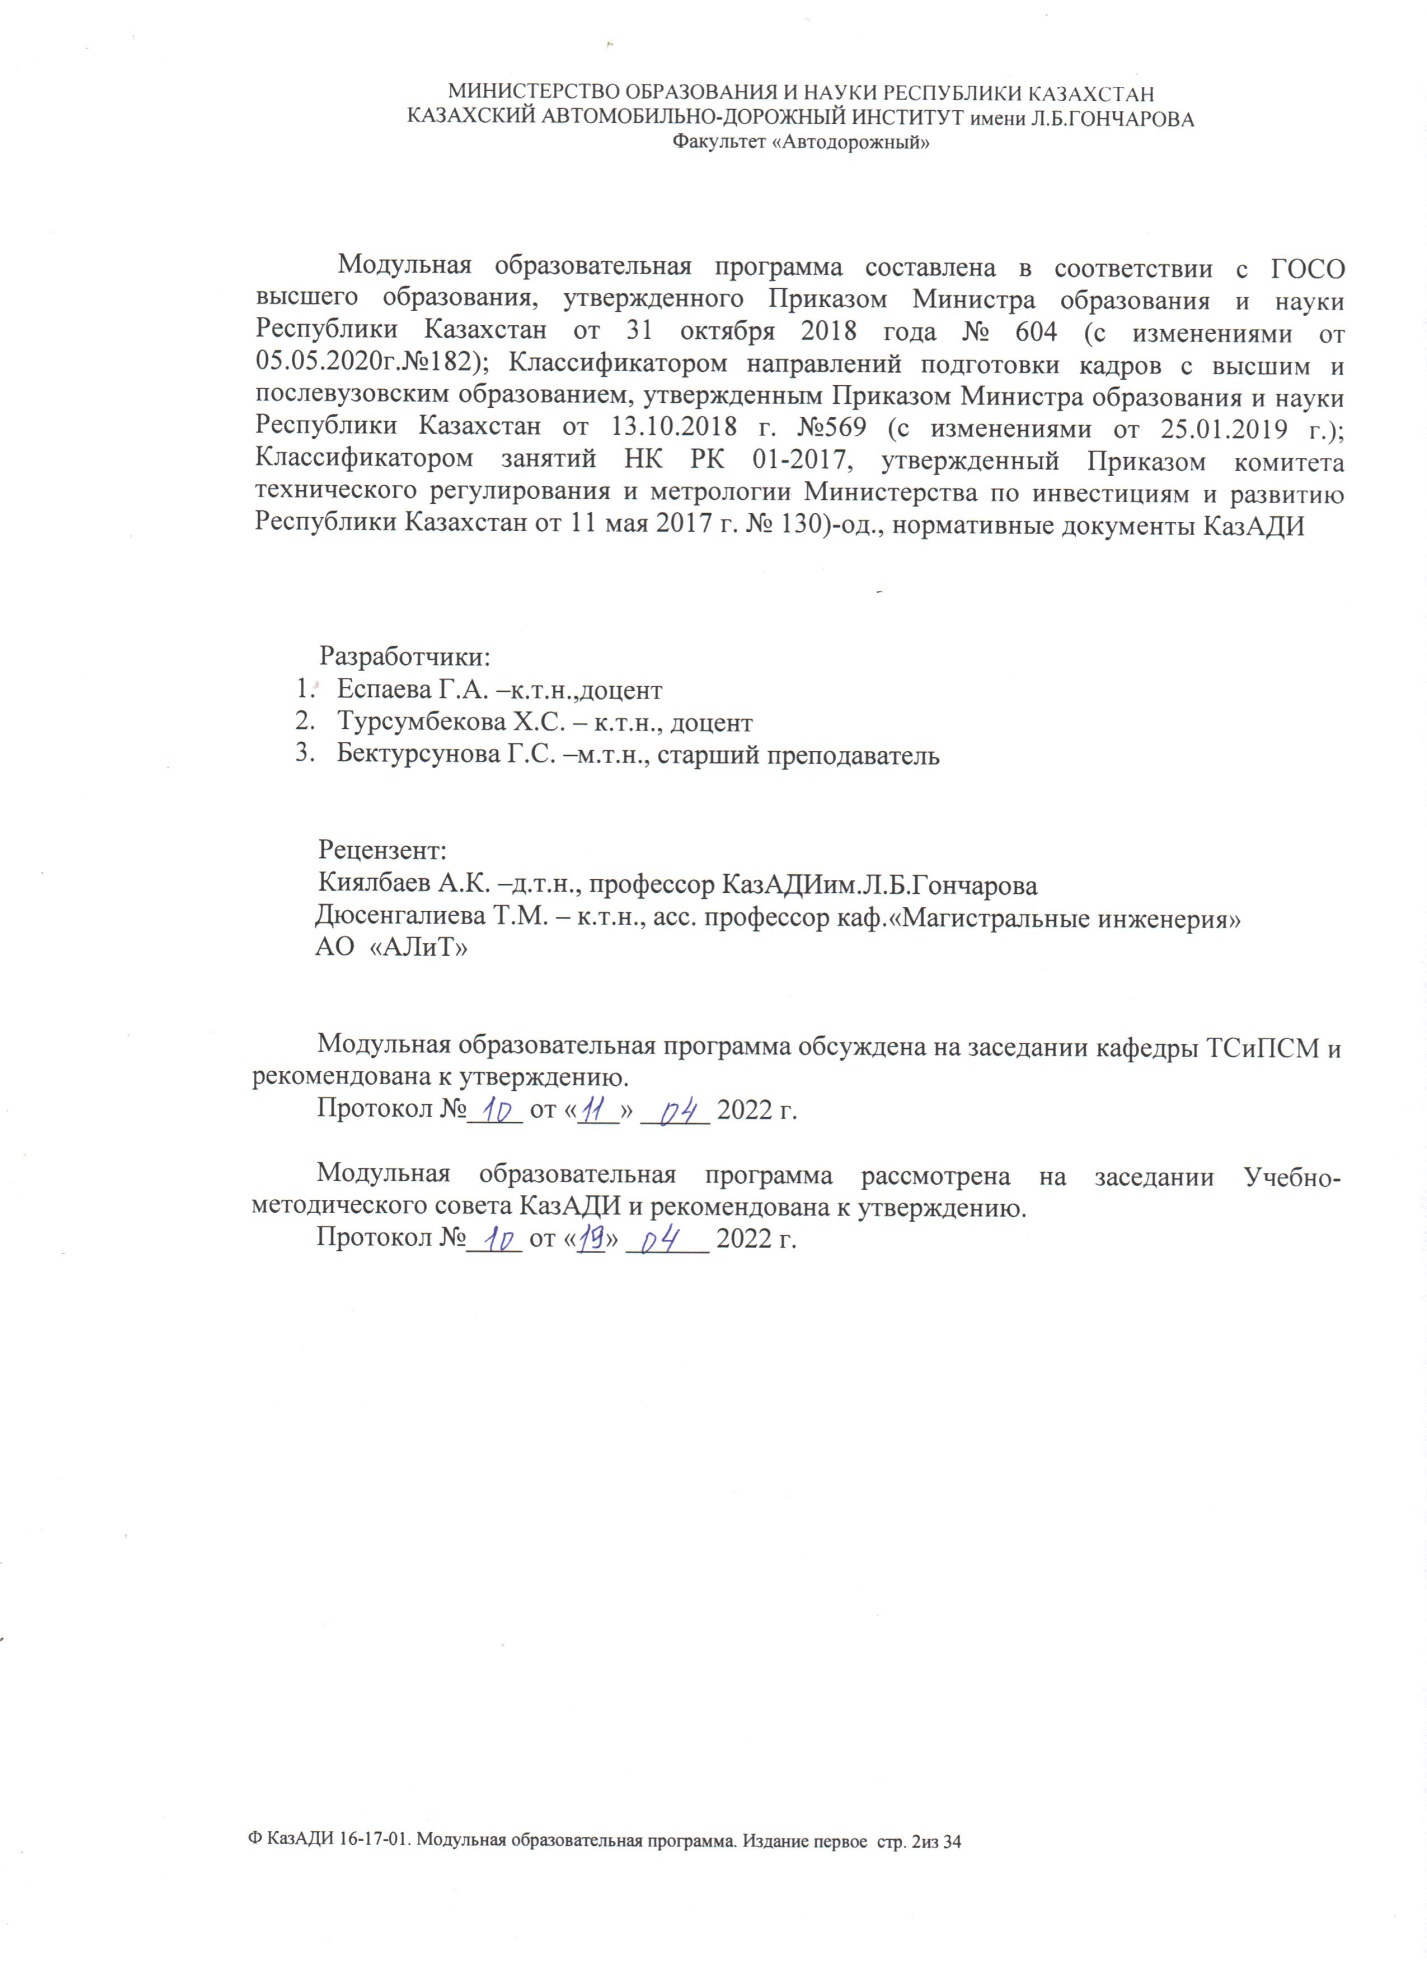 МИНИСТЕРСТВО ОБРАЗОВАНИЯ И НАУКИ РЕСПУБЛИКИ КАЗАХСТАН
КАЗАХСКИЙ АВТОМОБИЛЬНО-ДОРОЖНЫЙ ИНСТИТУТ имени Л.Б.ГОНЧАРОВА
Факультет «Автодорожный»
Модульная образовательная программа составлена в соответствии с ГОСО
высшего образования, утвержденного Приказом Министра образования и науки
Республики Казахстан от 31 октября 2018 года № 604 (с изменениями от
05.05.2020г.№182); Классификатором направлений подготовки кадров с высшим и
послевузовским образованием, утвержденным Приказом Министра образования и науки
Республики Казахстан от 13.10.2018 г. №569 (с изменениями от 25.01.2019 г.);
Классификатором занятий НК РК 01-2017, утвержденный Приказом комитета
технического регулирования и метрологии Министерства по инвестициям и развитию
Республики Казахстан от 11 мая 2017 г. № 130)-од., нормативные документы КазАДИ
Разработчики:
1. Еспаева Г.А. –к.т.н.,доцент
2. Турсумбекова Х.С. – к.т.н., доцент
3. Бектурсунова Г.С. –м.т.н., старший преподаватель
Рецензент:
Киялбаев А.К. –д.т.н., профессор КазАДИим.Л.Б.Гончарова
Дюсенгалиева Т.М. – к.т.н., асс. профессор каф.«Магистральные инженерия»
АО «АЛиТ»
Модульная образовательная программа обсуждена на заседании кафедры ТСиПСМ и
рекомендована к утверждению.
Протокол № 10 от «11» 04 2022 г.
Модульная образовательная программа рассмотрена на заседании Учебно-
методического совета КазАДИ и рекомендована к утверждению.
Протокол № 10 от «19» 04 2022 г.
Ф КазАДИ 16-17-01. Модульная образовательная программа. Издание первое стр. 2из 34